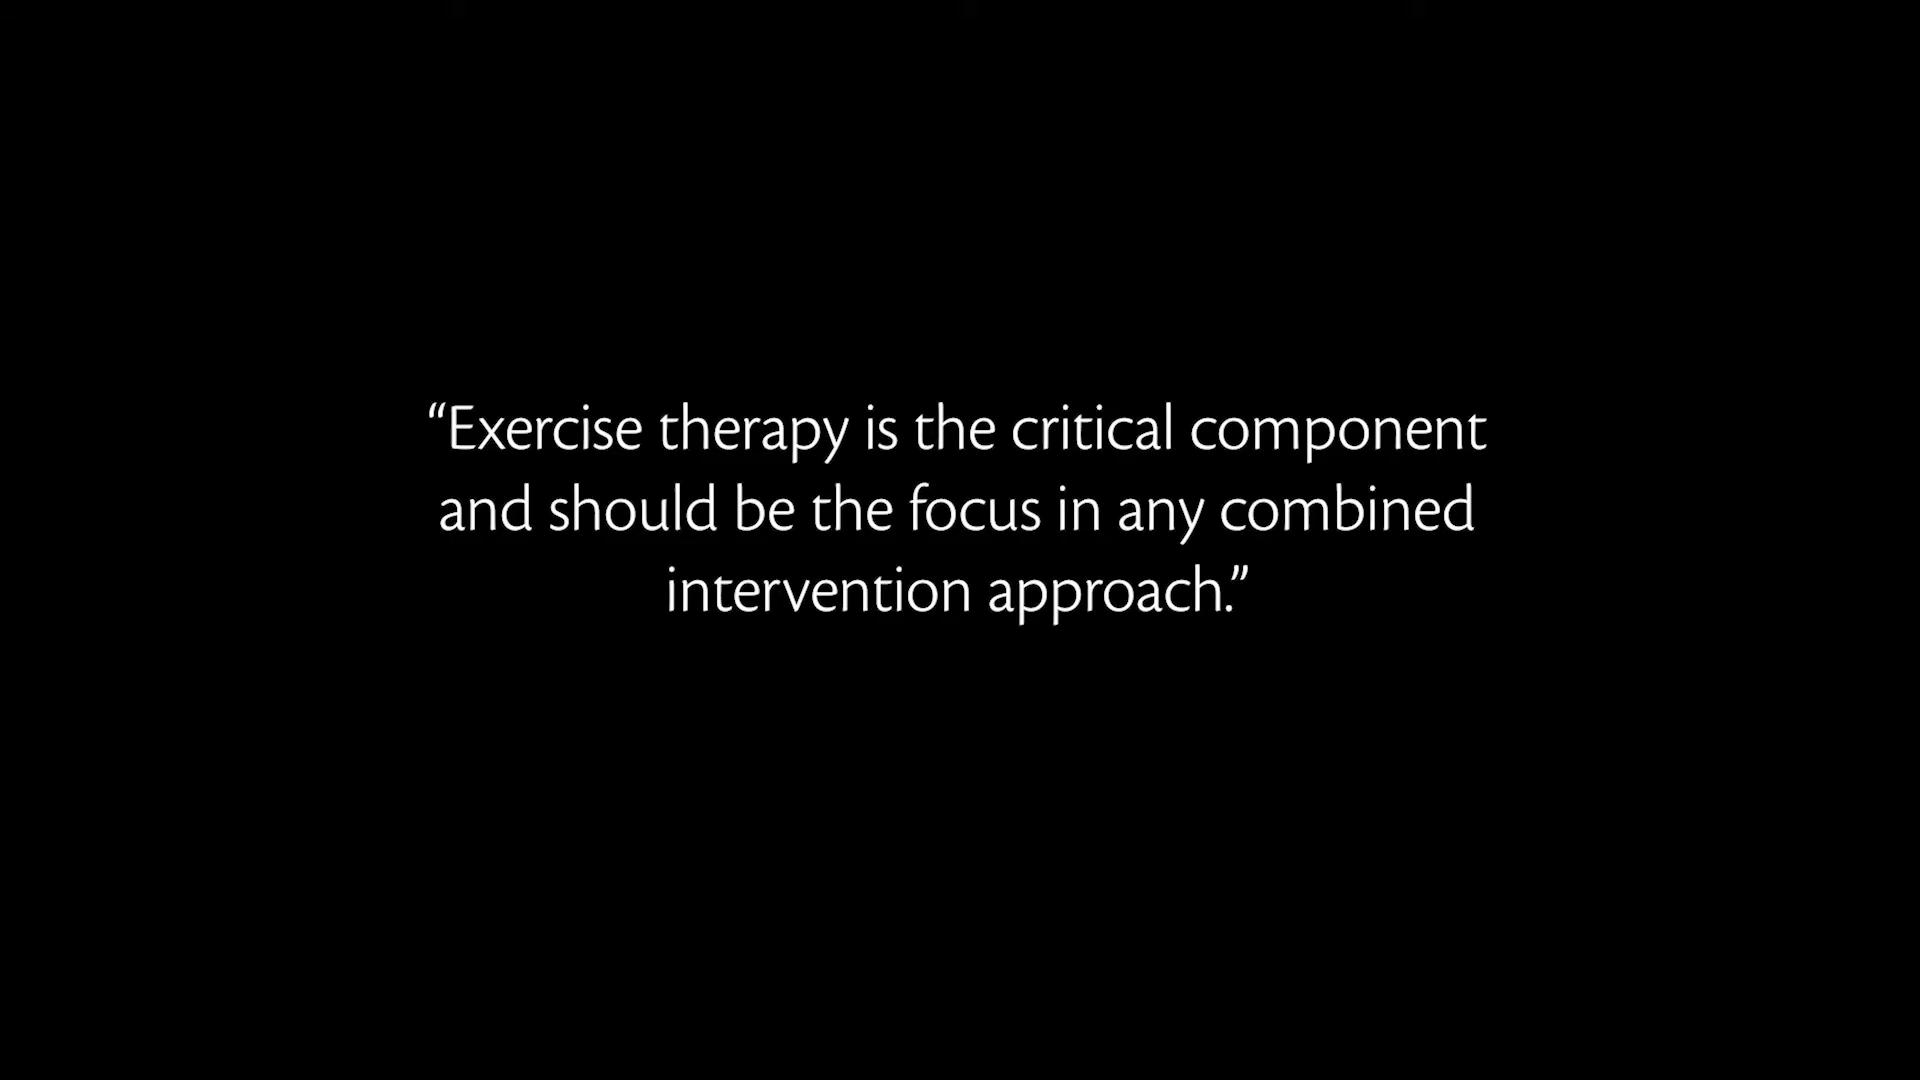 “Exercise therapy is the critical component
and should be the focus in any combined
intervention approach.”